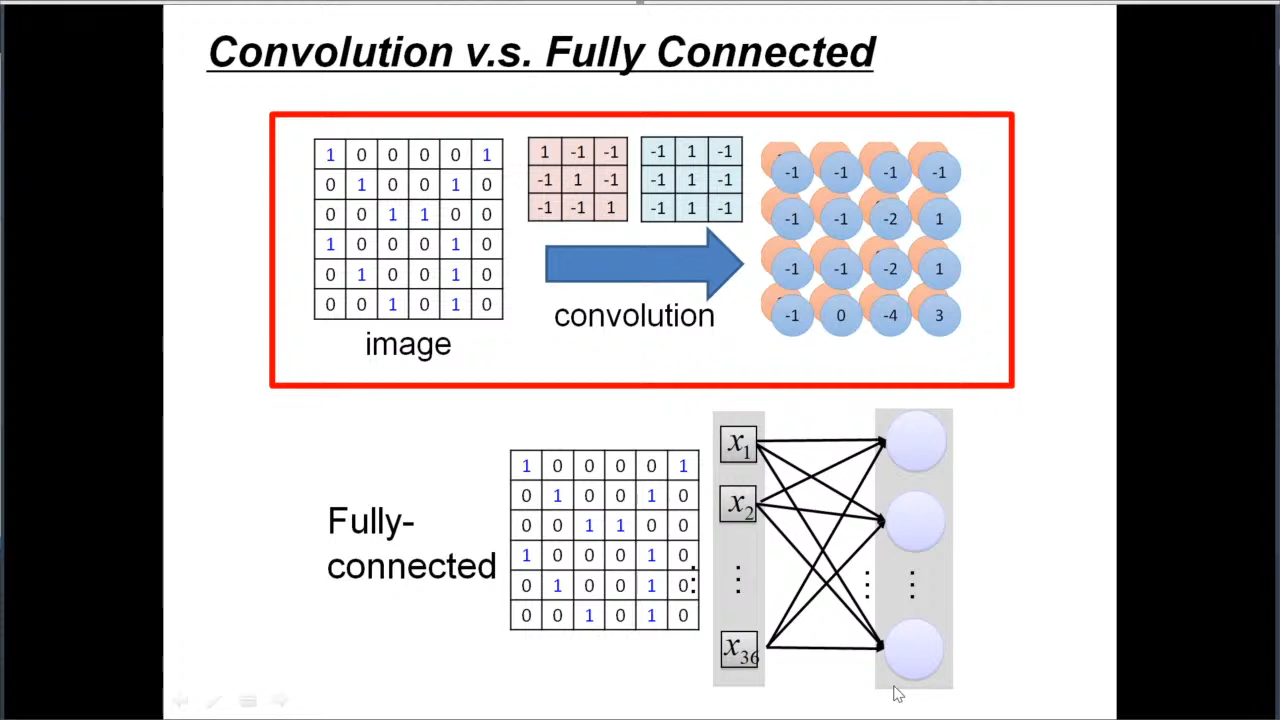 Convolution v.s. Fully Connected
1 0 0 0 0 1
0 1 0 0 1 0
0 0 1 1 0 0
1 0 0 0 1 0
0 1 0 0 1 0
0 0 1 0 1 0
image
1 -1 -1
-1 1 -1
-1 -1 1
-1 1 -1
-1 1 -1
-1 1 -1
convolution
-1 -1 -1 -1
-1 -1 -2 1
-1 -1 -2 1
-1 0 -4 3
Fully-
connected
1 0 0 0 0 1
0 1 0 0 1 0
0 0 1 1 0 0
1 0 0 0 1 0
0 1 0 0 1 0
0 0 1 0 1 0
x1
x2
x36